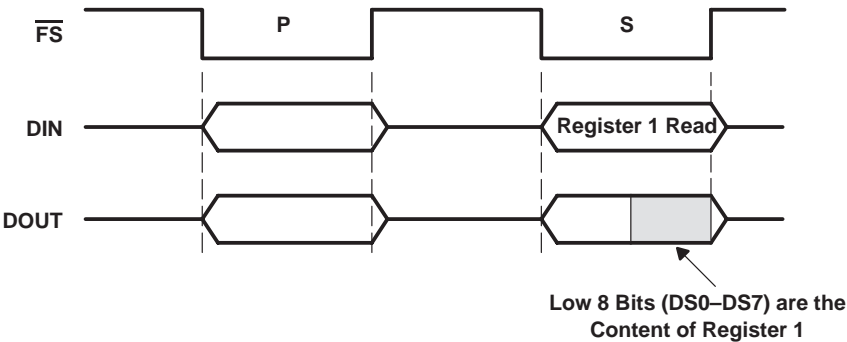 P
S
FS
DIN
Register 1 Read
DOUT
Low 8 Bits (DS0–DS7) are the
Content of Register 1